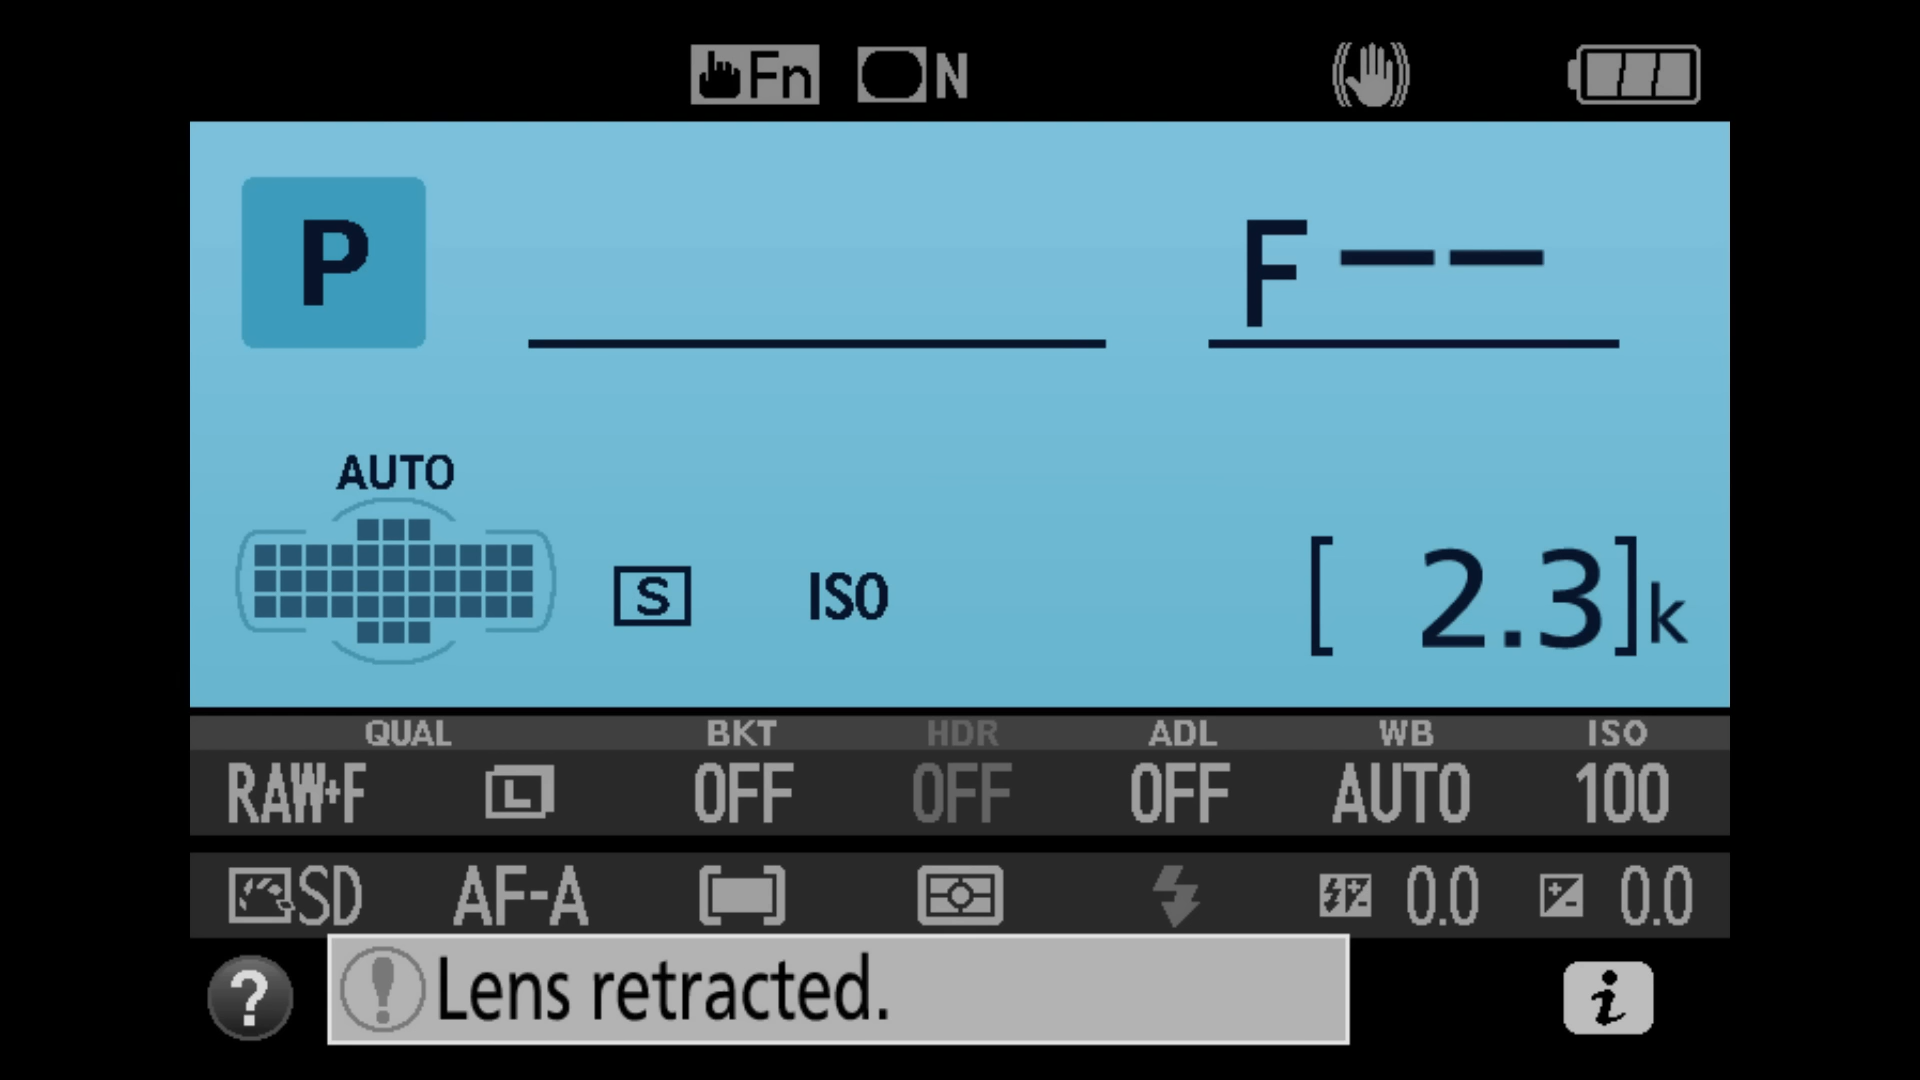 Fn N
P F--
AUTO
S ISO [ 2.3]k
QUAL BKT HDR ADL WB ISO
RAW+F L OFF OFF OFF AUTO 100
SD AF-A 0.0 0.0
? ! Lens retracted. i